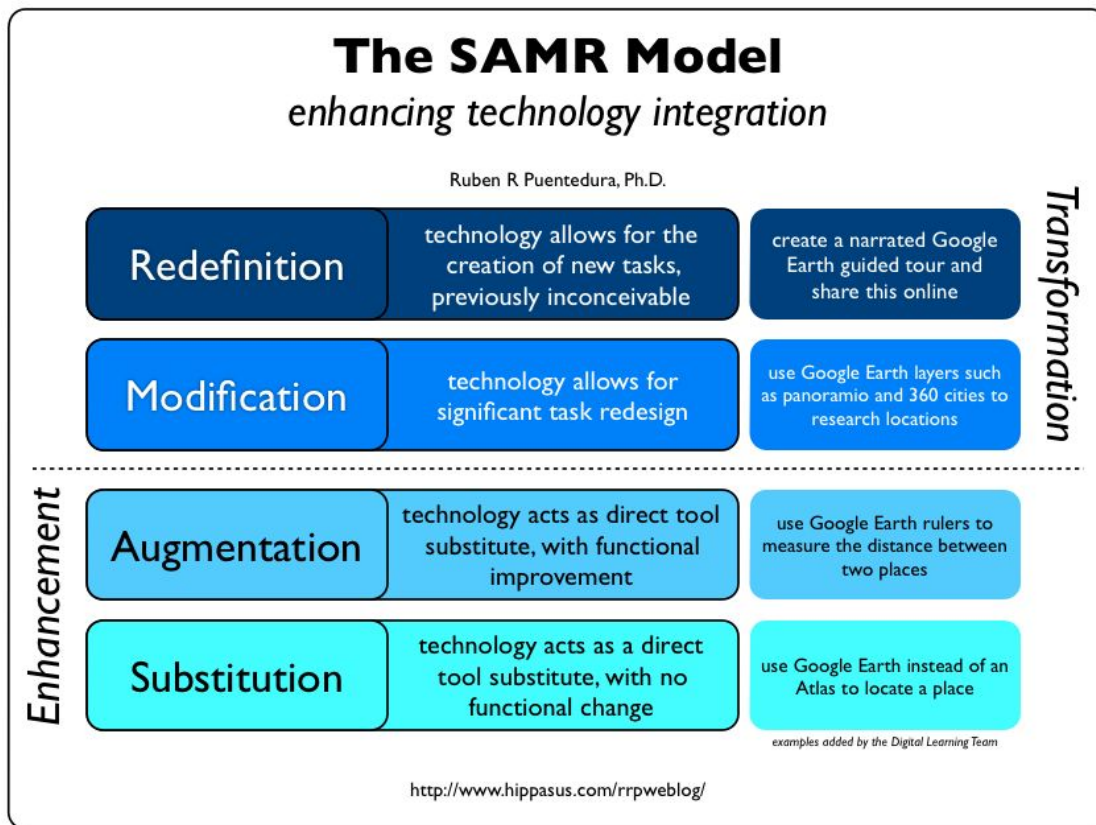 The SAMR Model
enhancing technology integration
Ruben R Puentedura, Ph.D.
Transformation
Redefinition
technology allows for the
creation of new tasks,
previously inconceivable
create a narrated Google
Earth guided tour and
share this online
Modification
technology allows for
significant task redesign
use Google Earth layers such
as panoramio and 360 cities to
research locations
Enhancement
Augmentation
technology acts as direct tool
substitute, with functional
improvement
use Google Earth rulers to
measure the distance between
two places
Substitution
technology acts as a direct
tool substitute, with no
functional change
use Google Earth instead of an
Atlas to locate a place
examples added by the Digital Learning Team
http://www.hippasus.com/rrpweblog/